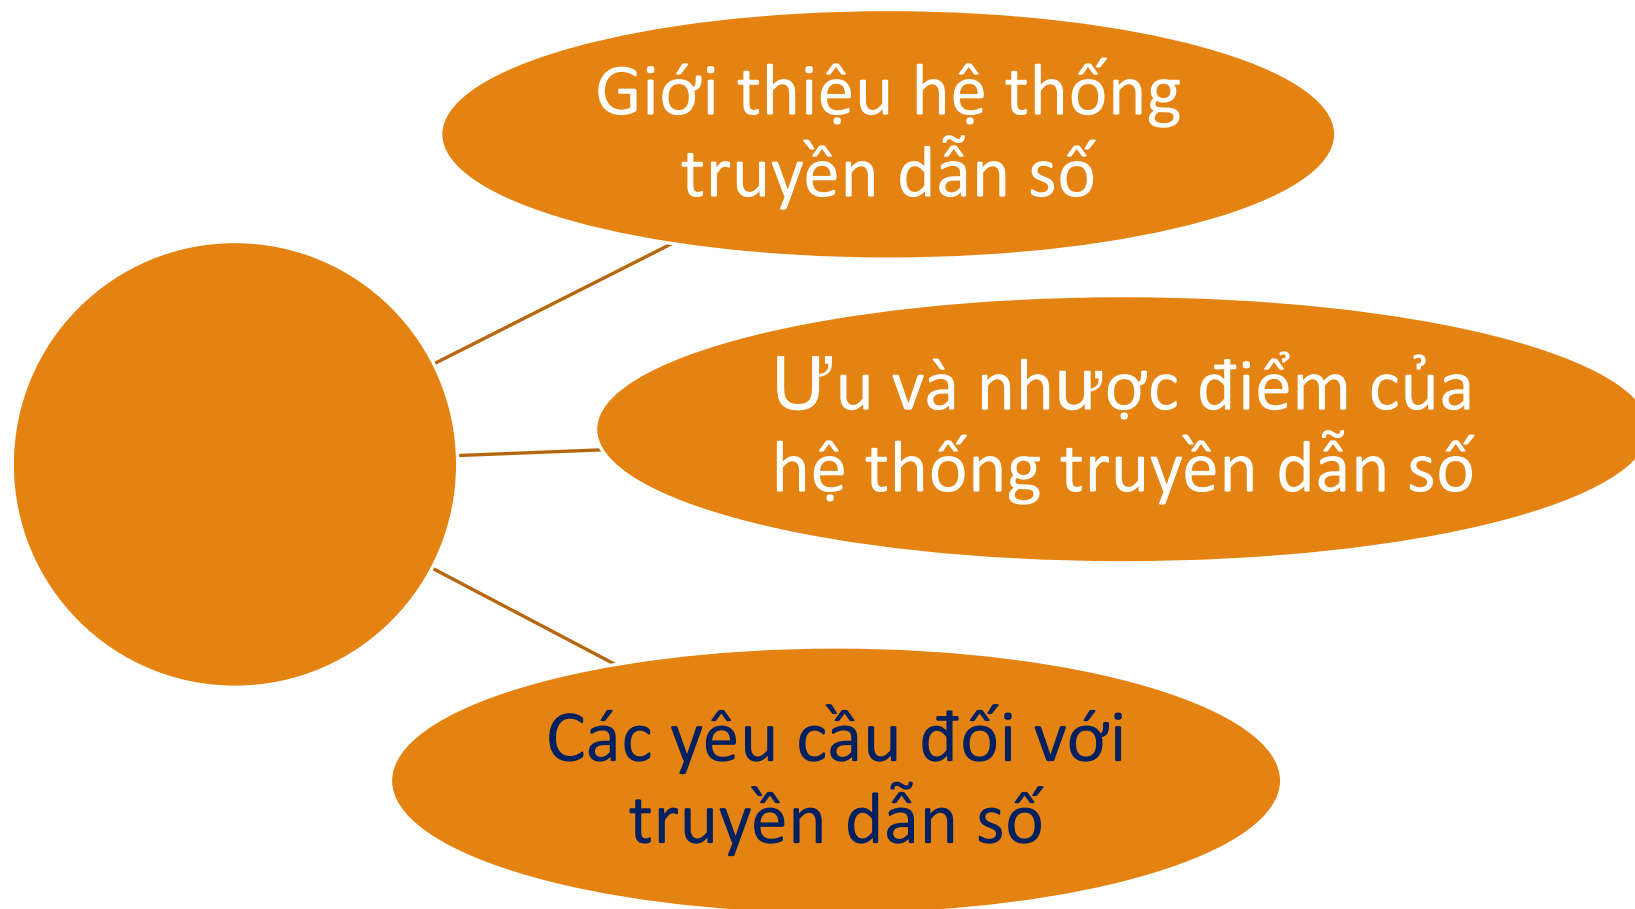 Giới thiệu hệ thống
truyền dẫn số
Ưu và nhược điểm của
hệ thống truyền dẫn số
Các yêu cầu đối với
truyền dẫn số